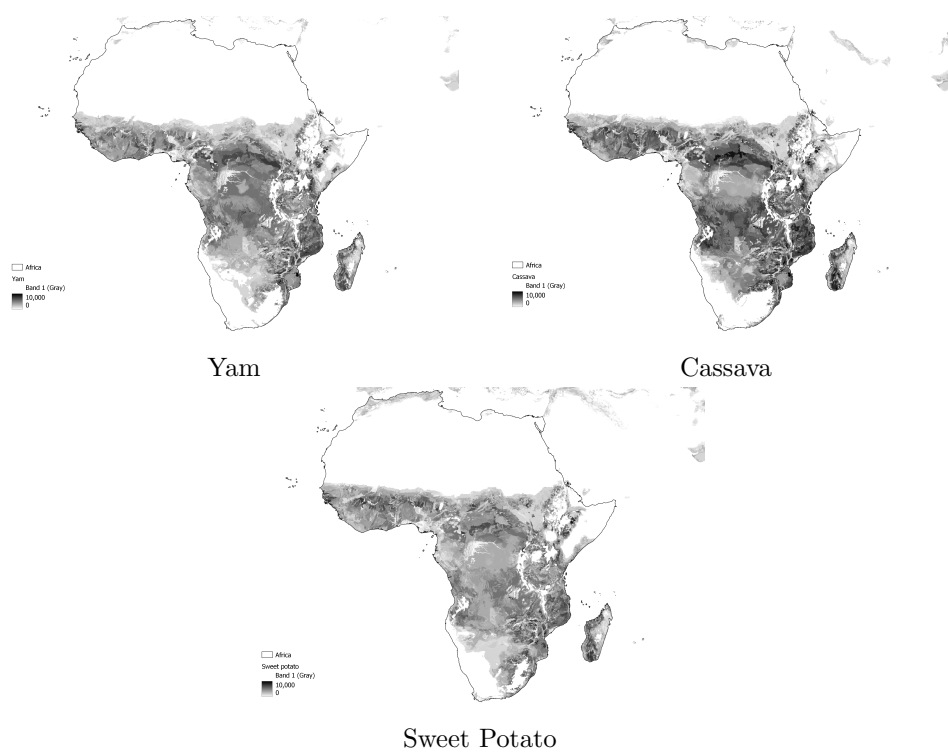 Africa
Yam
Band 1 (Gray)
10,000
0
Yam
Africa
Cassava
Band 1 (Gray)
10,000
0
Cassava
Africa
Sweet potato
Band 1 (Gray)
10,000
0
Sweet Potato